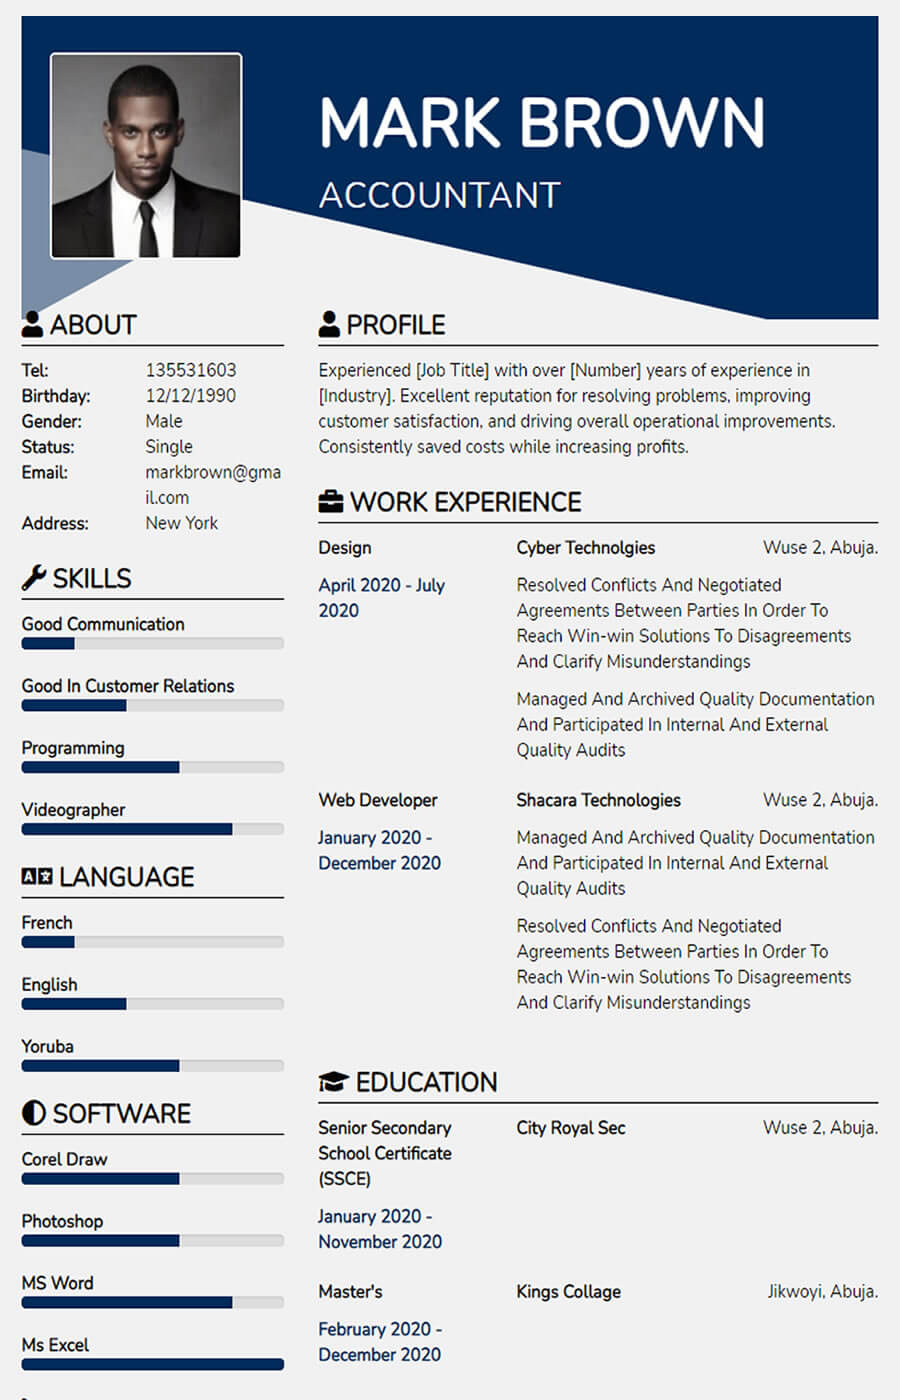 MARK BROWN
ACCOUNTANT
ABOUT
Tel: 135531603
Birthday: 12/12/1990
Gender: Male
Status: Single
Email: markbrown@gma
il.com
Address: New York
SKILLS
Good Communication
Good In Customer Relations
Programming
Videographer
LANGUAGE
French
English
Yoruba
SOFTWARE
Corel Draw
Photoshop
MS Word
Ms Excel
PROFILE
Experienced [Job Title] with over [Number] years of experience in
[Industry]. Excellent reputation for resolving problems, improving
customer satisfaction, and driving overall operational improvements.
Consistently saved costs while increasing profits.
WORK EXPERIENCE
Design
April 2020 - July
2020
Cyber Technolgies Wuse 2, Abuja.
Resolved Conflicts And Negotiated
Agreements Between Parties In Order To
Reach Win-win Solutions To Disagreements
And Clarify Misunderstandings
Managed And Archived Quality Documentation
And Participated In Internal And External
Quality Audits
Web Developer
January 2020 -
December 2020
Shacara Technologies Wuse 2, Abuja.
Managed And Archived Quality Documentation
And Participated In Internal And External
Quality Audits
Resolved Conflicts And Negotiated
Agreements Between Parties In Order To
Reach Win-win Solutions To Disagreements
And Clarify Misunderstandings
EDUCATION
Senior Secondary
School Certificate
(SSCE)
January 2020 -
November 2020
City Royal Sec Wuse 2, Abuja.
Master's
February 2020 -
December 2020
Kings Collage Jikwoyi, Abuja.